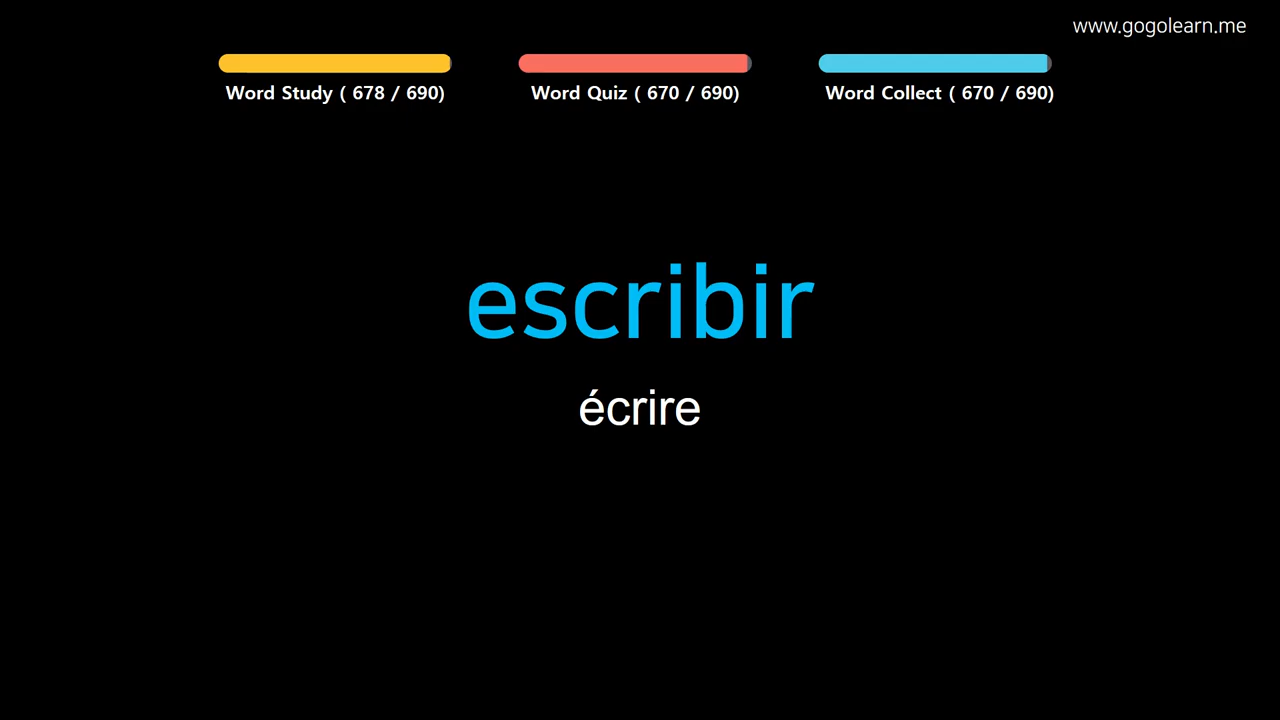 www.gogolearn.me
Word Study ( 678 / 690)
Word Quiz ( 670 / 690)
Word Collect ( 670 / 690)
escribir
écrire